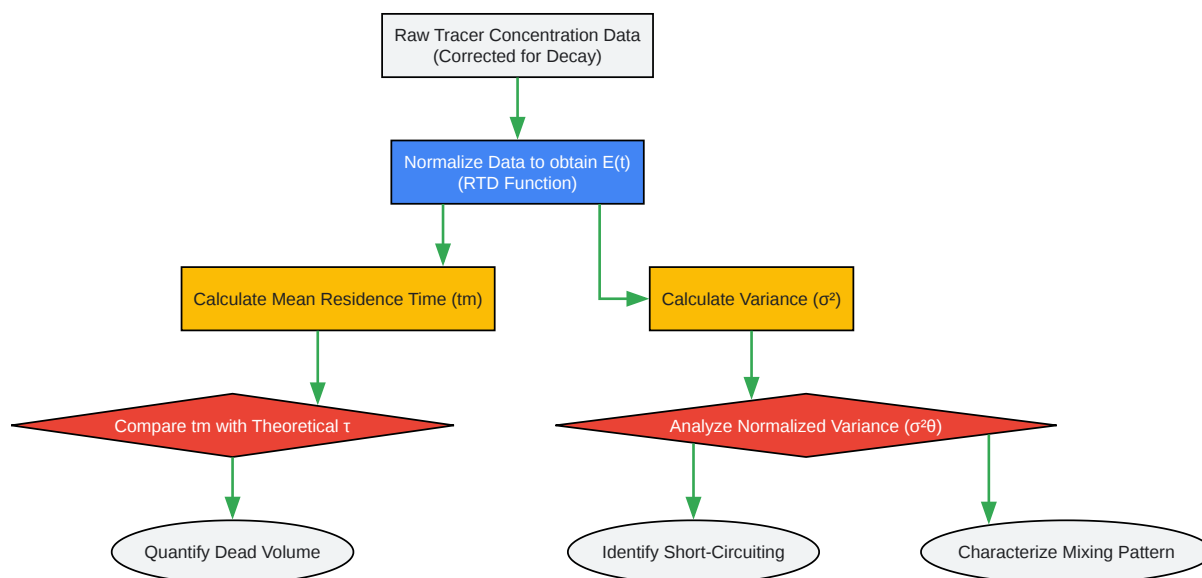 Raw Tracer Concentration Data
(Corrected for Decay)
Normalize Data to obtain E(t)
(RTD Function)
Calculate Mean Residence Time (tm)
Calculate Variance (σ²)
Compare tm with Theoretical τ
Analyze Normalized Variance (σ²θ)
Quantify Dead Volume
Identify Short-Circuiting
Characterize Mixing Pattern